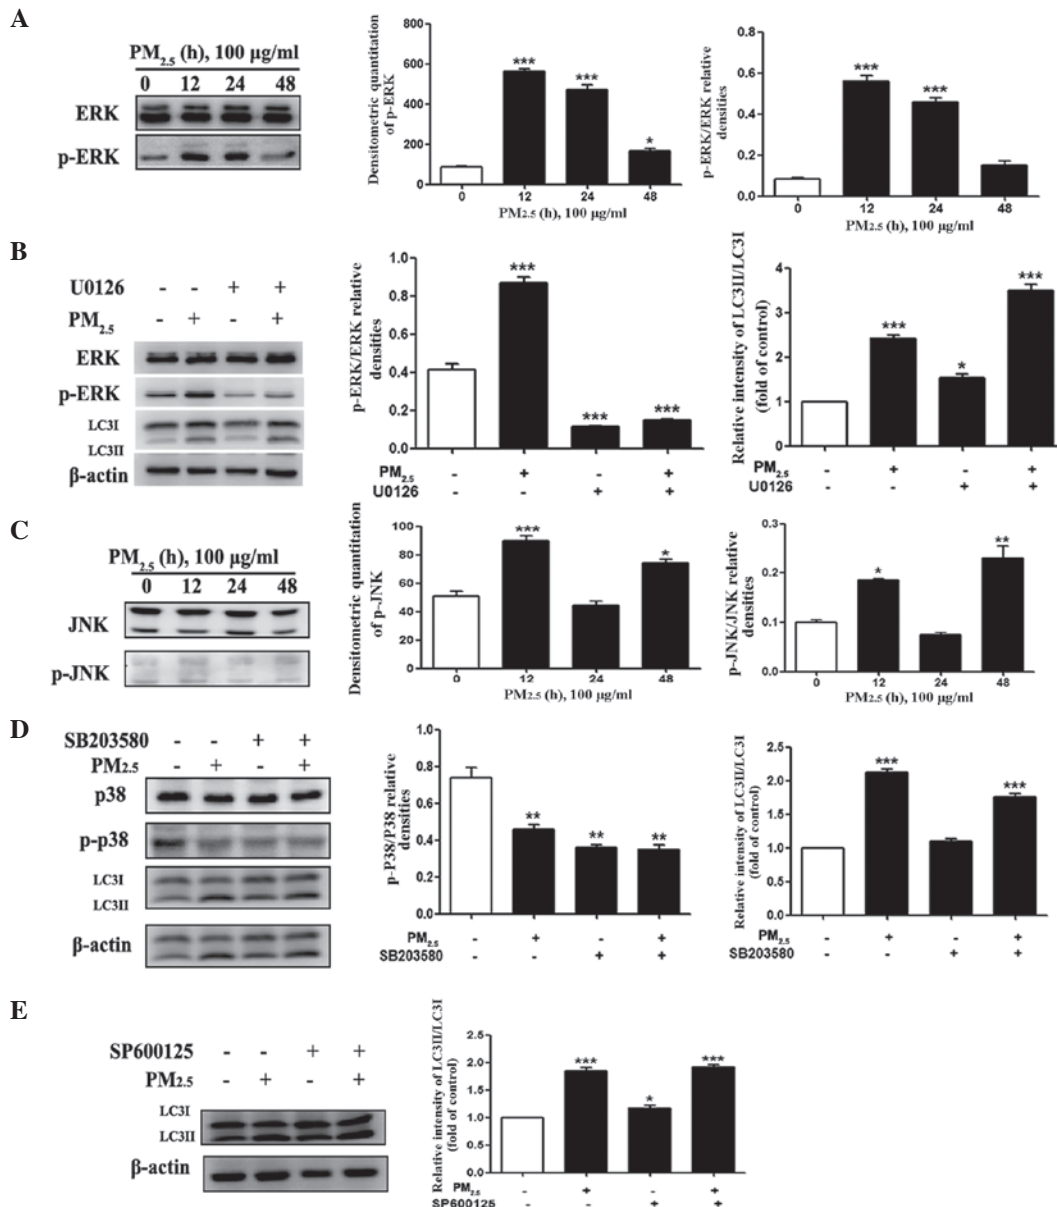 A
PM2.5 (h), 100 µg/ml
0 12 24 48
ERK
p-ERK
Densitometric quantitation
of p-ERK
800
600
400
200
0
*** *** *
0 12 24 48
PM2.5 (h), 100 µg/ml
p-ERK/ERK relative
densities
0.8
0.6
0.4
0.2
0.0
*** ***
0 12 24 48
PM2.5 (h), 100 µg/ml
B
U0126 - - + +
PM2.5 - + - +
ERK
p-ERK
LC3I
LC3II
β-actin
p-ERK/ERK relative
densities
1.0
0.8
0.6
0.4
0.2
0.0
*** *** ***
PM2.5 - + - +
U0126 - - + +
Relative intensity of LC3II/LC3I
(fold of control)
4
3
2
1
0
*** * ***
PM2.5 - + - +
U0126 - - + +
C
PM2.5 (h), 100 µg/ml
0 12 24 48
JNK
p-JNK
Densitometric quantitation
of p-JNK
100
80
60
40
20
0
*** *
0 12 24 48
PM2.5 (h), 100 µg/ml
p-JNK/JNK relative
densities
0.3
0.2
0.1
0.0
* **
0 12 24 48
PM2.5 (h), 100 µg/ml
D
SB203580 - - + +
PM2.5 - + - +
p38
p-p38
LC3I
LC3II
β-actin
p-P38/P38 relative
densities
1.0
0.8
0.6
0.4
0.2
0.0
** ** **
PM2.5 - + - +
SB203580 - - + +
Relative intensity of LC3II/LC3I
(fold of control)
2.5
2.0
1.5
1.0
0.5
0.0
*** ***
PM2.5 - + - +
SB203580 - - + +
E
SP600125 - - + +
PM2.5 - + - +
LC3I
LC3II
β-actin
Relative intensity of LC3II/LC3I
(fold of control)
2.5
2.0
1.5
1.0
0.5
0.0
*** * ***
PM2.5 - + - +
SP600125 - - + +